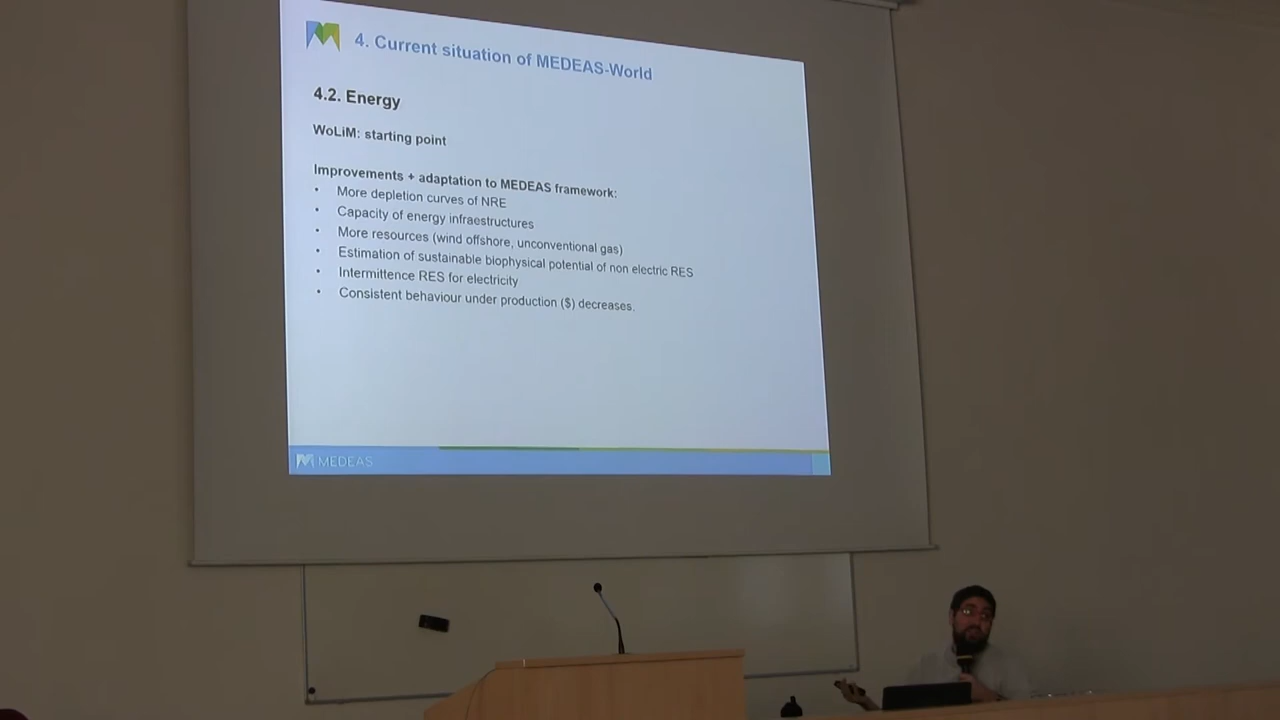 4. Current situation of MEDEAS-World
4.2. Energy
WoLiM: starting point
Improvements + adaptation to MEDEAS framework:
• More depletion curves of NRE
• Capacity of energy infraestructures
• More resources (wind offshore, unconventional gas)
• Estimation of sustainable biophysical potential of non electric RES
• Intermittence RES for electricity
• Consistent behaviour under production ($) decreases.
MEDEAS